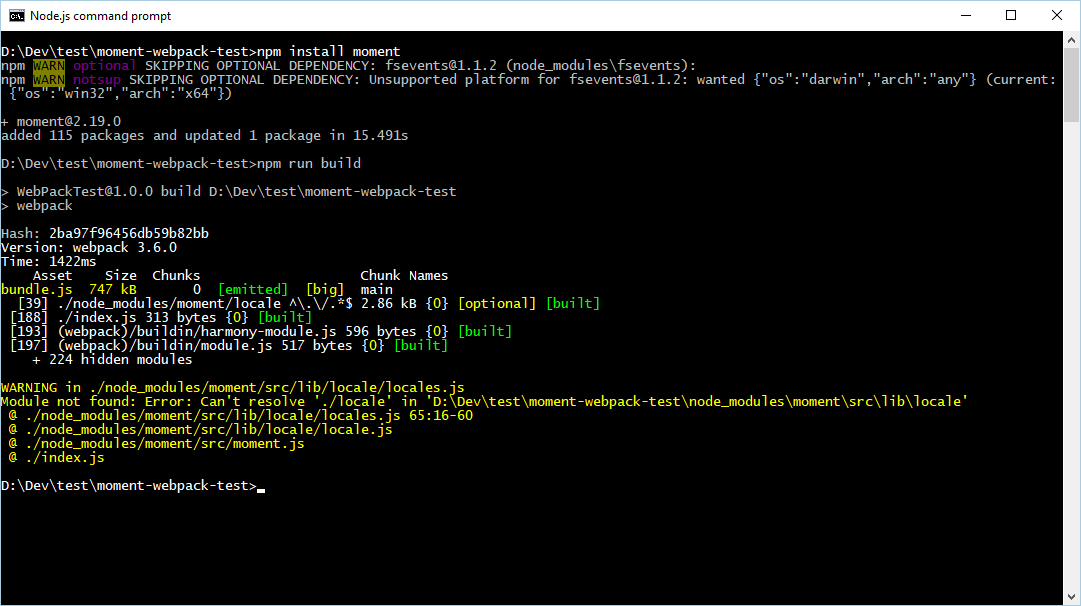 Node.js command prompt
D:\Dev\test\moment-webpack-test>npm install moment
npm WARN optional SKIPPING OPTIONAL DEPENDENCY: fsevents@1.1.2 (node_modules\fsevents):
npm WARN notsup SKIPPING OPTIONAL DEPENDENCY: Unsupported platform for fsevents@1.1.2: wanted {"os":"darwin","arch":"any"} (current:
{"os":"win32","arch":"x64"})
+ moment@2.19.0
added 115 packages and updated 1 package in 15.491s
D:\Dev\test\moment-webpack-test>npm run build
> WebPackTest@1.0.0 build D:\Dev\test\moment-webpack-test
> webpack
Hash: 2ba97f96456db59b82bb
Version: webpack 3.6.0
Time: 1422ms
Asset Size Chunks Chunk Names
bundle.js 747 kB 0 [emitted] [big] main
[39] ./node_modules/moment/locale ^\.\/.*$ 2.86 kB {0} [optional] [built]
[188] ./index.js 313 bytes {0} [built]
[193] (webpack)/buildin/harmony-module.js 596 bytes {0} [built]
[197] (webpack)/buildin/module.js 517 bytes {0} [built]
+ 224 hidden modules
WARNING in ./node_modules/moment/src/lib/locale/locales.js
Module not found: Error: Can't resolve './locale' in 'D:\Dev\test\moment-webpack-test\node_modules\moment\src\lib\locale'
@ ./node_modules/moment/src/lib/locale/locales.js 65:16-60
@ ./node_modules/moment/src/lib/locale/locale.js
@ ./node_modules/moment/src/moment.js
@ ./index.js
D:\Dev\test\moment-webpack-test>